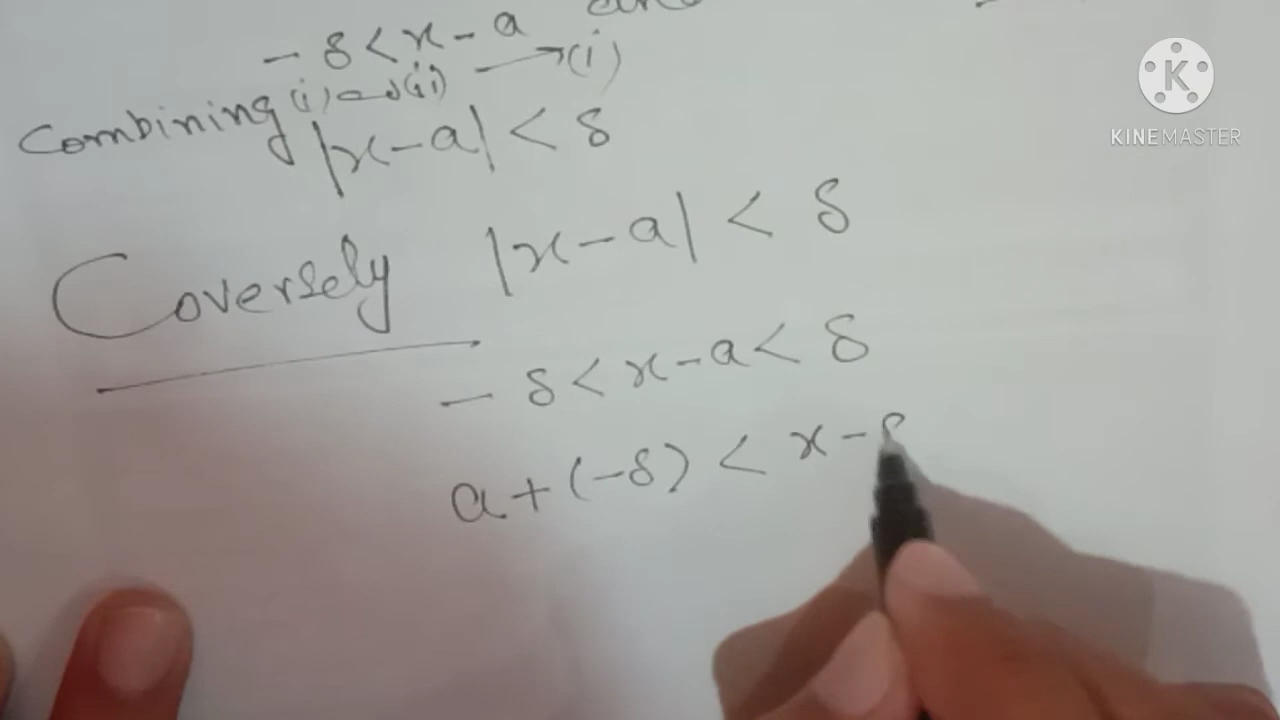 - δ < x - a
→ (i)
Combining (i) and (ii)
|x-a| < δ
Coversely |x-a| < δ
- δ < x - a < δ
a + (-δ) < x -
K
KINEMASTER